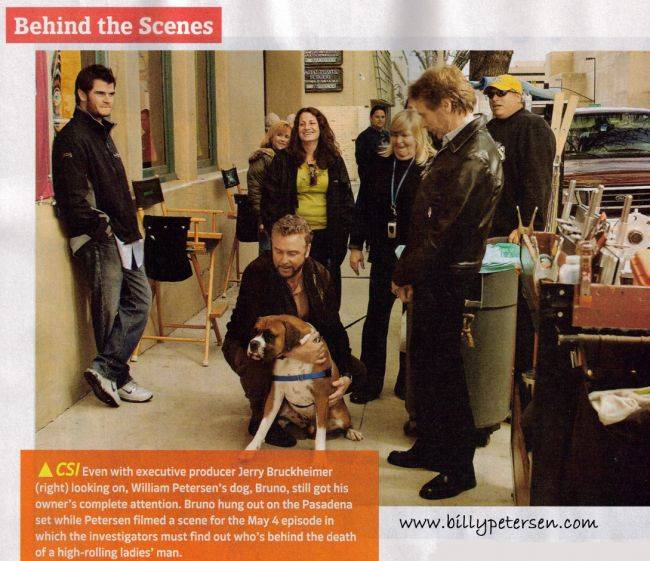 Behind the Scenes
▲ CSI Even with executive producer Jerry Bruckheimer
(right) looking on, William Petersen's dog, Bruno, still got his
owner's complete attention. Bruno hung out on the Pasadena
set while Petersen filmed a scene for the May 4 episode in
which the investigators must find out who's behind the death
of a high-rolling ladies' man.
www.billypetersen.com